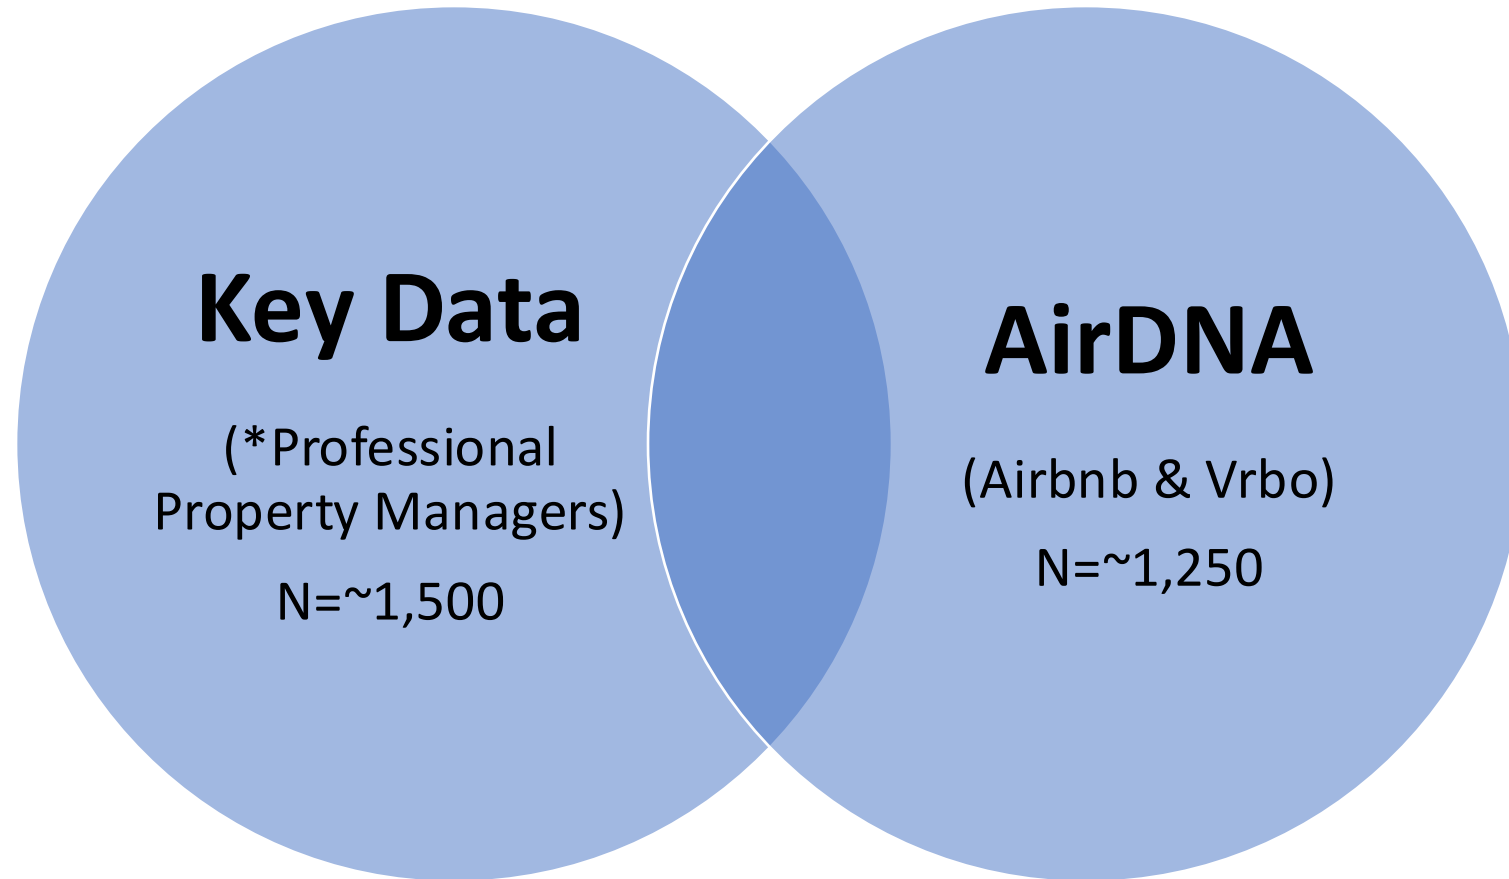 Key Data
(*Professional
Property Managers)
N=~1,500
AirDNA
(Airbnb & Vrbo)
N=~1,250